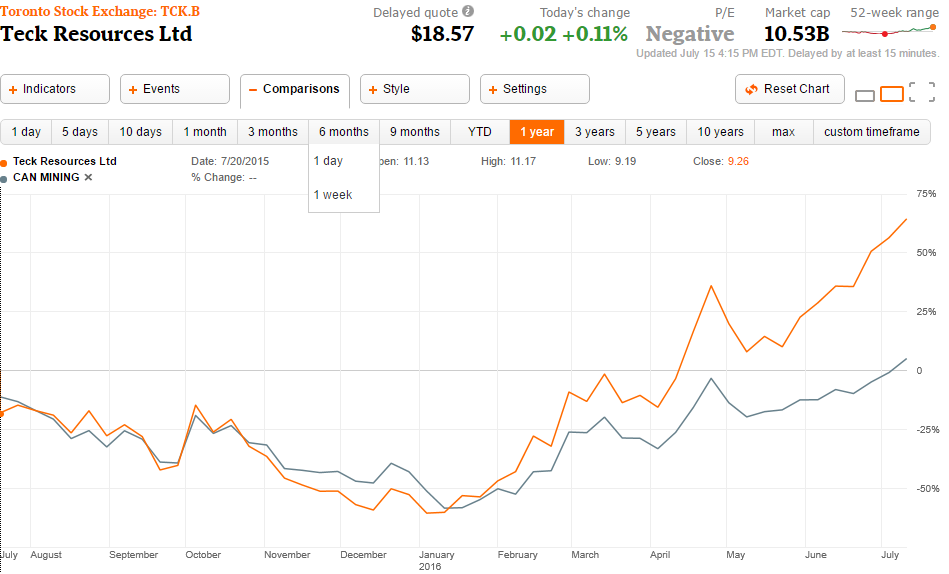 Toronto Stock Exchange: TCK.B
Teck Resources Ltd
Delayed quote Today's change P/E Market cap 52-week range
$18.57 +0.02 +0.11% Negative 10.53B
Updated July 15 4:15 PM EDT. Delayed by at least 15 minutes.
+ Indicators + Events − Comparisons + Style + Settings Reset Chart
1 day 5 days 10 days 1 month 3 months 6 months 9 months YTD 1 year 3 years 5 years 10 years max custom timeframe
Teck Resources Ltd Date: 7/20/2015 pen: 11.13 High: 11.17 Low: 9.19 Close: 9.26
CAN MINING ✕ % Change: --
1 day
1 week
75%
50%
25%
0
-25%
-50%
July August September October November December January February March April May June July
2016